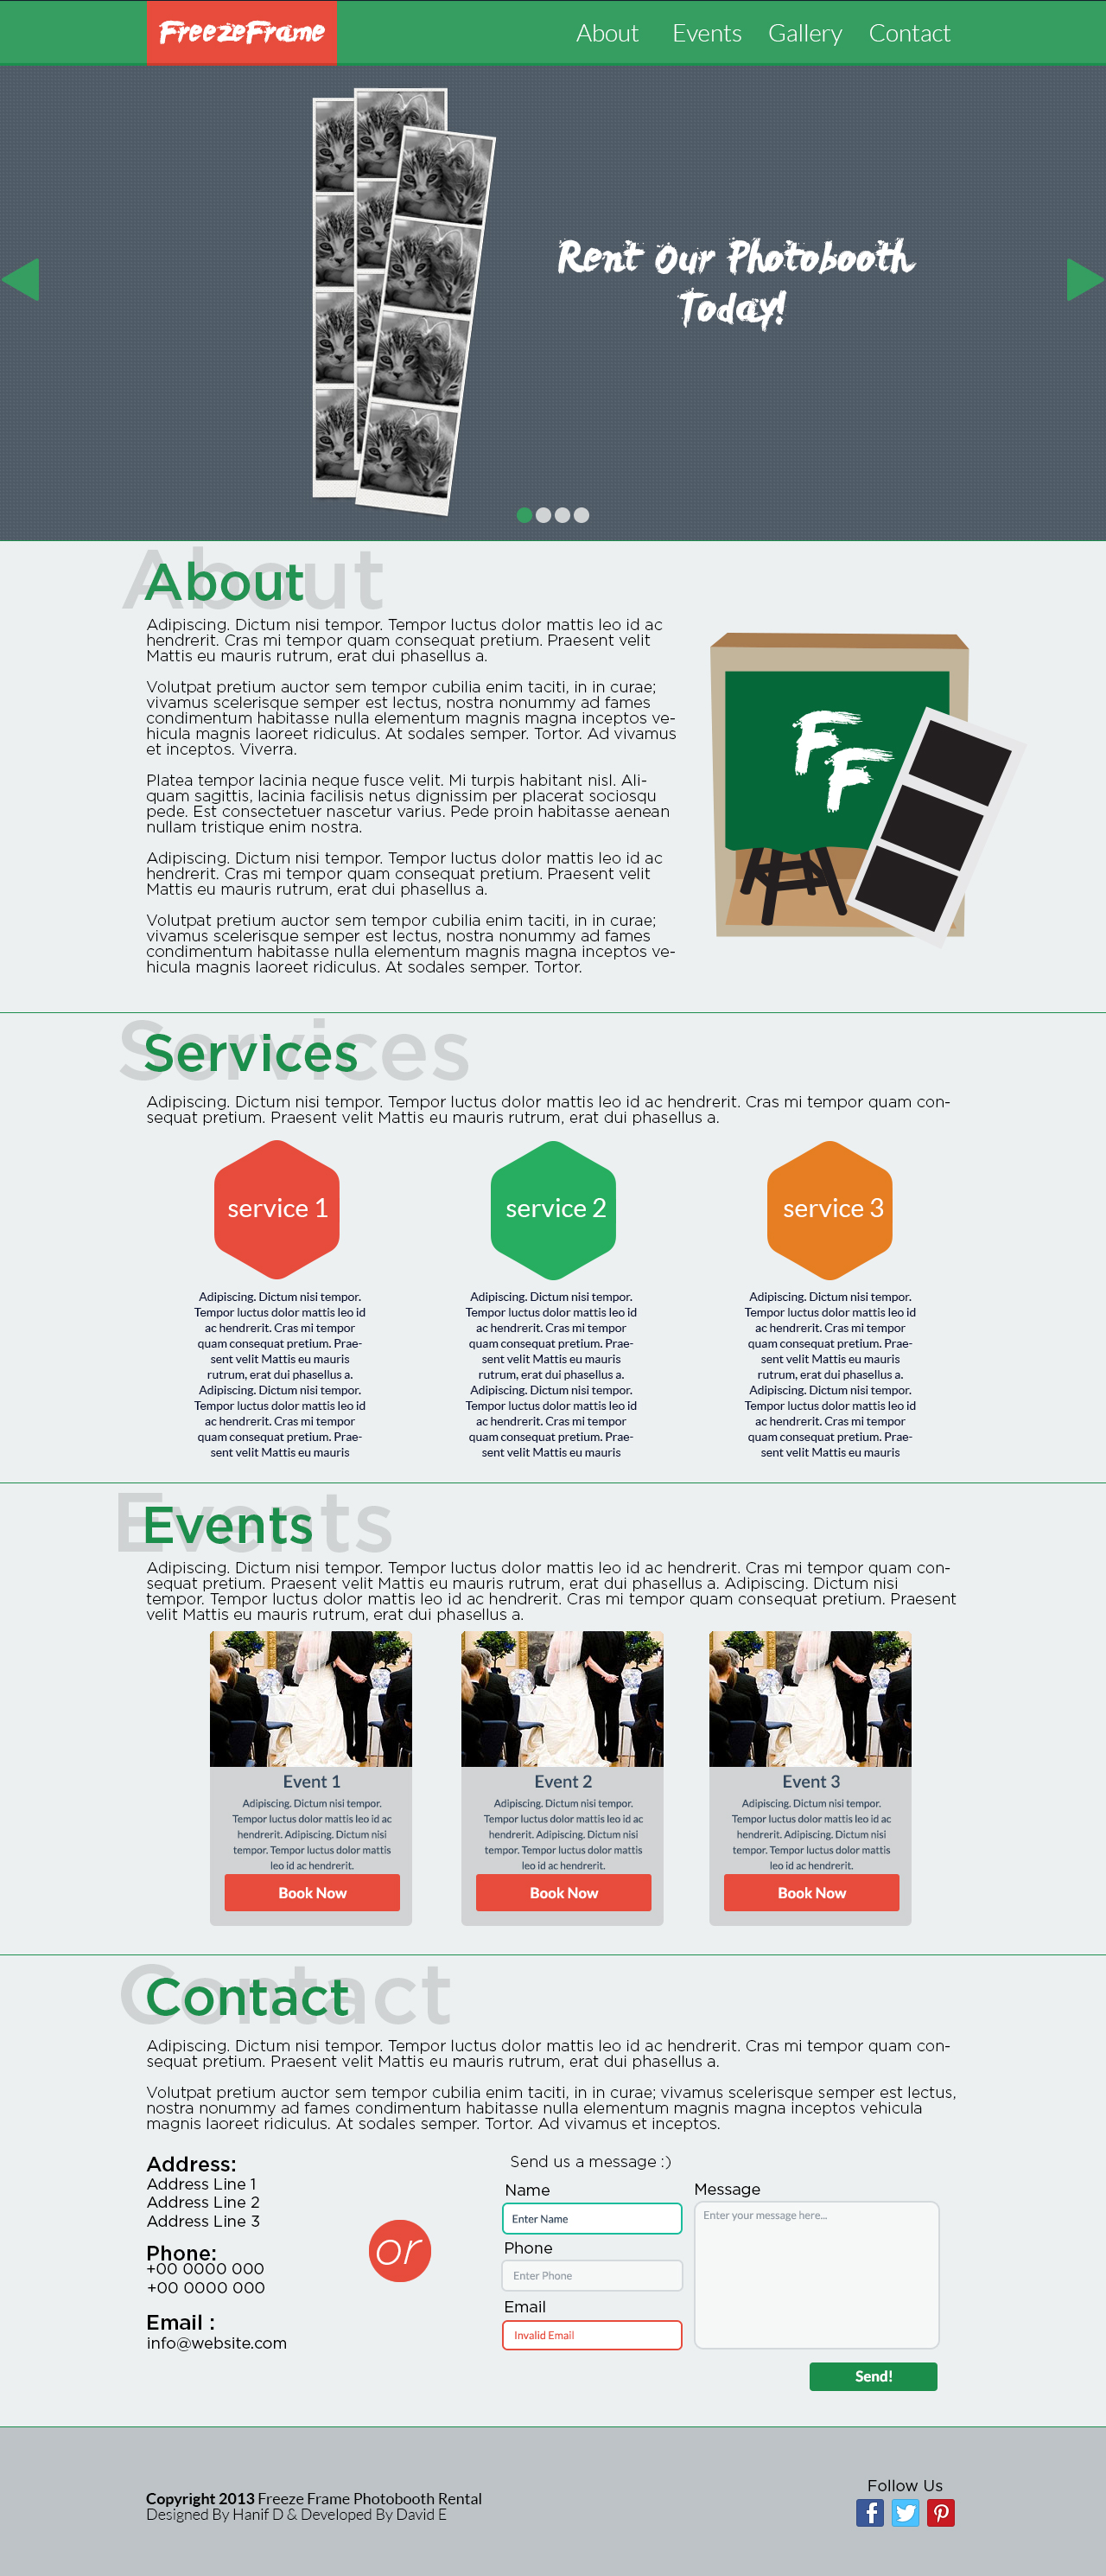 FreezeFrame
About Events Gallery Contact
Rent Our Photobooth
Today!
About
About
Adipiscing. Dictum nisi tempor. Tempor luctus dolor mattis leo id ac
hendrerit. Cras mi tempor quam consequat pretium. Praesent velit
Mattis eu mauris rutrum, erat dui phasellus a.
Volutpat pretium auctor sem tempor cubilia enim taciti, in in curae;
vivamus scelerisque semper est lectus, nostra nonummy ad fames
condimentum habitasse nulla elementum magnis magna inceptos ve-
hicula magnis laoreet ridiculus. At sodales semper. Tortor. Ad vivamus
et inceptos. Viverra.
Platea tempor lacinia neque fusce velit. Mi turpis habitant nisl. Ali-
quam sagittis, lacinia facilisis netus dignissim per placerat sociosqu
pede. Est consectetuer nascetur varius. Pede proin habitasse aenean
nullam tristique enim nostra.
Adipiscing. Dictum nisi tempor. Tempor luctus dolor mattis leo id ac
hendrerit. Cras mi tempor quam consequat pretium. Praesent velit
Mattis eu mauris rutrum, erat dui phasellus a.
Volutpat pretium auctor sem tempor cubilia enim taciti, in in curae;
vivamus scelerisque semper est lectus, nostra nonummy ad fames
condimentum habitasse nulla elementum magnis magna inceptos ve-
hicula magnis laoreet ridiculus. At sodales semper. Tortor.
F
F
Services
Services
Adipiscing. Dictum nisi tempor. Tempor luctus dolor mattis leo id ac hendrerit. Cras mi tempor quam con-
sequat pretium. Praesent velit Mattis eu mauris rutrum, erat dui phasellus a.
service 1
Adipiscing. Dictum nisi tempor.
Tempor luctus dolor mattis leo id
ac hendrerit. Cras mi tempor
quam consequat pretium. Prae-
sent velit Mattis eu mauris
rutrum, erat dui phasellus a.
Adipiscing. Dictum nisi tempor.
Tempor luctus dolor mattis leo id
ac hendrerit. Cras mi tempor
quam consequat pretium. Prae-
sent velit Mattis eu mauris
service 2
Adipiscing. Dictum nisi tempor.
Tempor luctus dolor mattis leo id
ac hendrerit. Cras mi tempor
quam consequat pretium. Prae-
sent velit Mattis eu mauris
rutrum, erat dui phasellus a.
Adipiscing. Dictum nisi tempor.
Tempor luctus dolor mattis leo id
ac hendrerit. Cras mi tempor
quam consequat pretium. Prae-
sent velit Mattis eu mauris
service 3
Adipiscing. Dictum nisi tempor.
Tempor luctus dolor mattis leo id
ac hendrerit. Cras mi tempor
quam consequat pretium. Prae-
sent velit Mattis eu mauris
rutrum, erat dui phasellus a.
Adipiscing. Dictum nisi tempor.
Tempor luctus dolor mattis leo id
ac hendrerit. Cras mi tempor
quam consequat pretium. Prae-
sent velit Mattis eu mauris
Events
Events
Adipiscing. Dictum nisi tempor. Tempor luctus dolor mattis leo id ac hendrerit. Cras mi tempor quam con-
sequat pretium. Praesent velit Mattis eu mauris rutrum, erat dui phasellus a. Adipiscing. Dictum nisi
tempor. Tempor luctus dolor mattis leo id ac hendrerit. Cras mi tempor quam consequat pretium. Praesent
velit Mattis eu mauris rutrum, erat dui phasellus a.
Event 1
Adipiscing. Dictum nisi tempor.
Tempor luctus dolor mattis leo id ac
hendrerit. Adipiscing. Dictum nisi
tempor. Tempor luctus dolor mattis
leo id ac hendrerit.
Book Now
Event 2
Adipiscing. Dictum nisi tempor.
Tempor luctus dolor mattis leo id ac
hendrerit. Adipiscing. Dictum nisi
tempor. Tempor luctus dolor mattis
leo id ac hendrerit.
Book Now
Event 3
Adipiscing. Dictum nisi tempor.
Tempor luctus dolor mattis leo id ac
hendrerit. Adipiscing. Dictum nisi
tempor. Tempor luctus dolor mattis
leo id ac hendrerit.
Book Now
Contact
Contact
Adipiscing. Dictum nisi tempor. Tempor luctus dolor mattis leo id ac hendrerit. Cras mi tempor quam con-
sequat pretium. Praesent velit Mattis eu mauris rutrum, erat dui phasellus a.
Volutpat pretium auctor sem tempor cubilia enim taciti, in in curae; vivamus scelerisque semper est lectus,
nostra nonummy ad fames condimentum habitasse nulla elementum magnis magna inceptos vehicula
magnis laoreet ridiculus. At sodales semper. Tortor. Ad vivamus et inceptos.
Address:
Address Line 1
Address Line 2
Address Line 3
Phone:
+00 0000 000
+00 0000 000
Email :
info@website.com
or
Send us a message :)
Name
Enter Name
Phone
Enter Phone
Email
Invalid Email
Message
Enter your message here...
Send!
Copyright 2013 Freeze Frame Photobooth Rental
Designed By Hanif D & Developed By David E
Follow Us